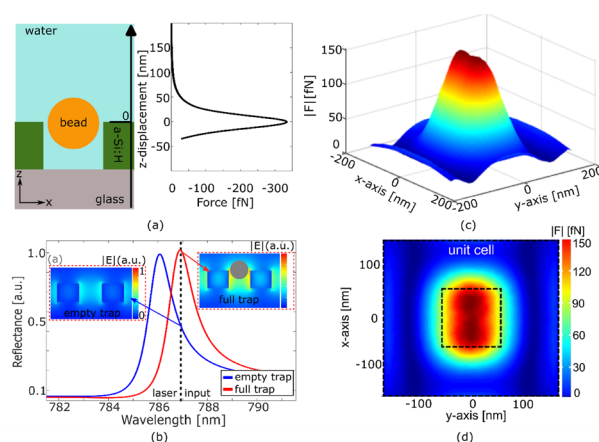 water
bead
0
a-Si:H
z
x
glass
z-displacement [nm]
150
100
50
0
-50
0 -100 -200 -300
Force [fN]
(a)
|F| [fN]
150
100
50
0
-200
0
200
x-axis [nm]
-200
0
200
y-axis [nm]
(c)
Reflectance [a.u.]
1.0
0.5
0.1
(a)
|E|(a.u.)
1
0
empty trap
|E|(a.u.)
full trap
laser input
empty trap
full trap
782 784 786 788 790
Wavelength [nm]
(b)
|F| [fN]
unit cell
x-axis [nm]
100
50
0
-50
-100
150
120
90
60
30
0
-100 0 100
y-axis [nm]
(d)